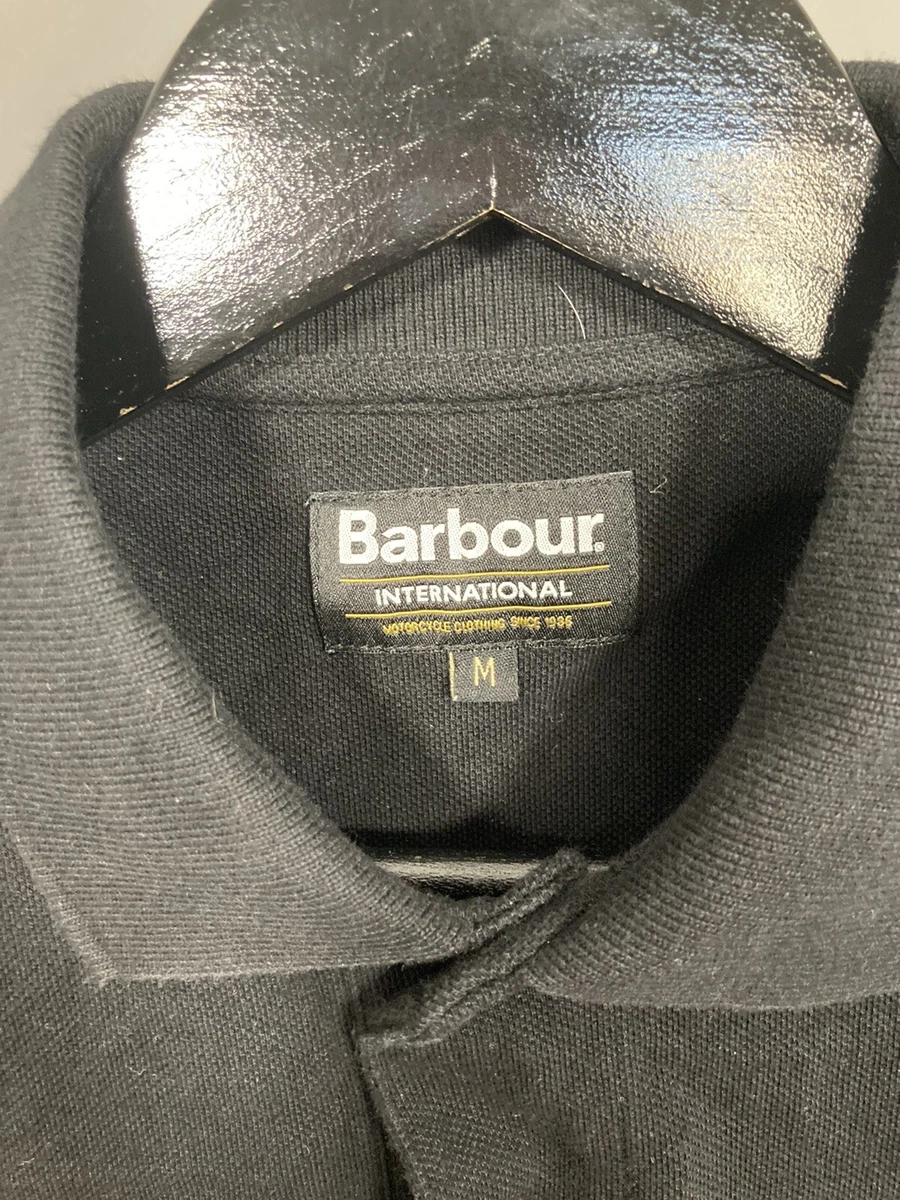 Barbour.
INTERNATIONAL
MOTORCYCLE CLOTHING SINCE 1936
M